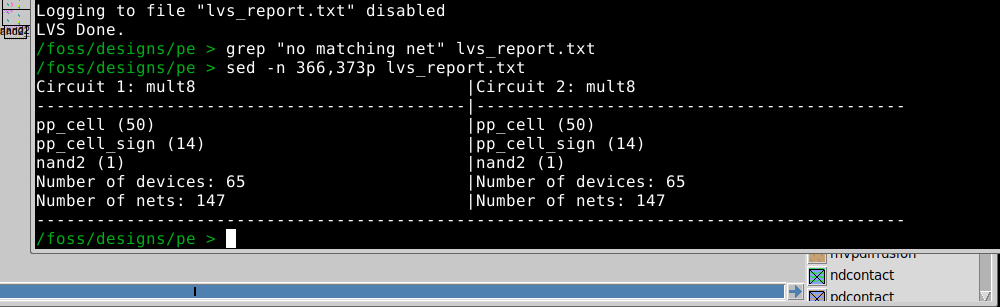 Logging to file "lvs_report.txt" disabled
LVS Done.
/foss/designs/pe > grep "no matching net" lvs_report.txt
/foss/designs/pe > sed -n 366,373p lvs_report.txt
Circuit 1: mult8 |Circuit 2: mult8
-----------------------------------------|-----------------------------------------
pp_cell (50) |pp_cell (50)
pp_cell_sign (14) |pp_cell_sign (14)
nand2 (1) |nand2 (1)
Number of devices: 65 |Number of devices: 65
Number of nets: 147 |Number of nets: 147
-----------------------------------------------------------------------------------
/foss/designs/pe >
mvpdiffusion
ndcontact
pdcontact